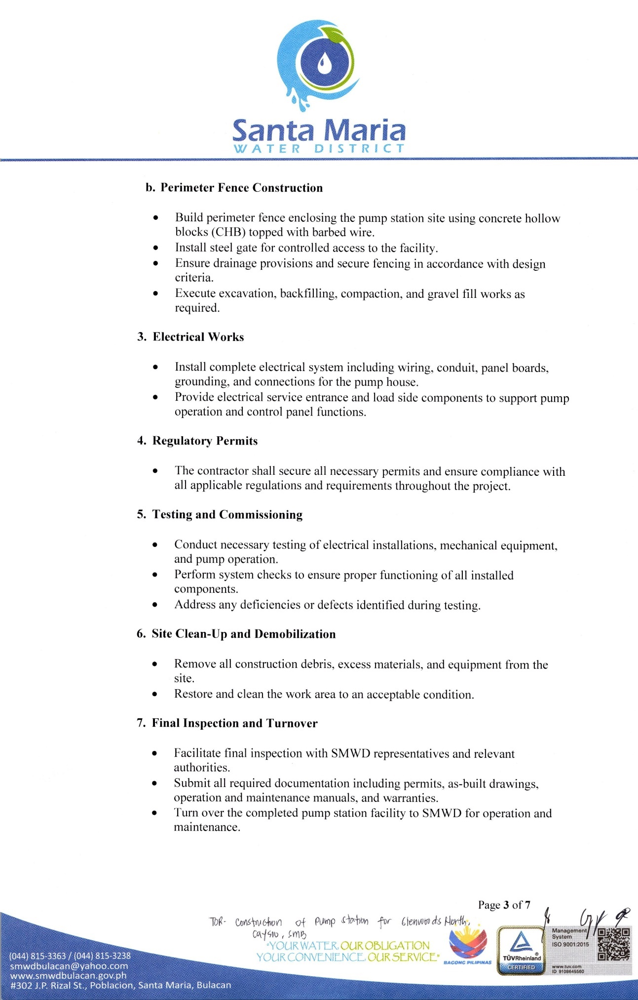 Santa Maria
WATER DISTRICT
b. Perimeter Fence Construction
• Build perimeter fence enclosing the pump station site using concrete hollow
blocks (CHB) topped with barbed wire.
• Install steel gate for controlled access to the facility.
• Ensure drainage provisions and secure fencing in accordance with design
criteria.
• Execute excavation, backfilling, compaction, and gravel fill works as
required.
3. Electrical Works
• Install complete electrical system including wiring, conduit, panel boards,
grounding, and connections for the pump house.
• Provide electrical service entrance and load side components to support pump
operation and control panel functions.
4. Regulatory Permits
• The contractor shall secure all necessary permits and ensure compliance with
all applicable regulations and requirements throughout the project.
5. Testing and Commissioning
• Conduct necessary testing of electrical installations, mechanical equipment,
and pump operation.
• Perform system checks to ensure proper functioning of all installed
components.
• Address any deficiencies or defects identified during testing.
6. Site Clean-Up and Demobilization
• Remove all construction debris, excess materials, and equipment from the
site.
• Restore and clean the work area to an acceptable condition.
7. Final Inspection and Turnover
• Facilitate final inspection with SMWD representatives and relevant
authorities.
• Submit all required documentation including permits, as-built drawings,
operation and maintenance manuals, and warranties.
• Turn over the completed pump station facility to SMWD for operation and
maintenance.
Page 3 of 7
TOR- Construction of Pump Station for Glenwoods North,
Caysio, SMB
"YOUR WATER, OUR OBLIGATION
YOUR CONVENIENCE, OUR SERVICE"
(044) 815-3363 / (044) 815-3238
smwdbulacan@yahoo.com
www.smwdbulacan.gov.ph
#302 J.P. Rizal St., Poblacion, Santa Maria, Bulacan
BAGONG PILIPINAS
TÜVRheinland
CERTIFIED
Management
System
ISO 9001:2015
www.tuv.com
ID 9108645560